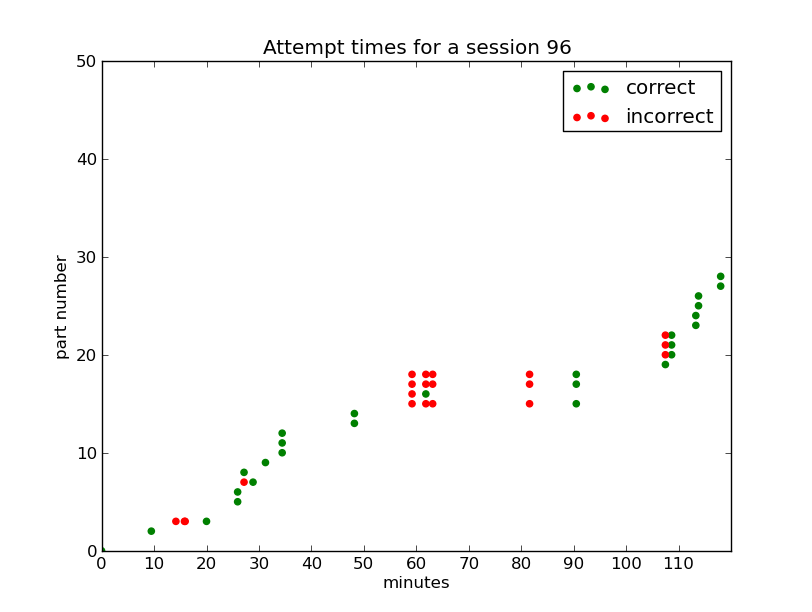 Attempt times for a session 96
50
correct
incorrect
40
30
part number
20
10
0
0 10 20 30 40 50 60 70 80 90 100 110
minutes